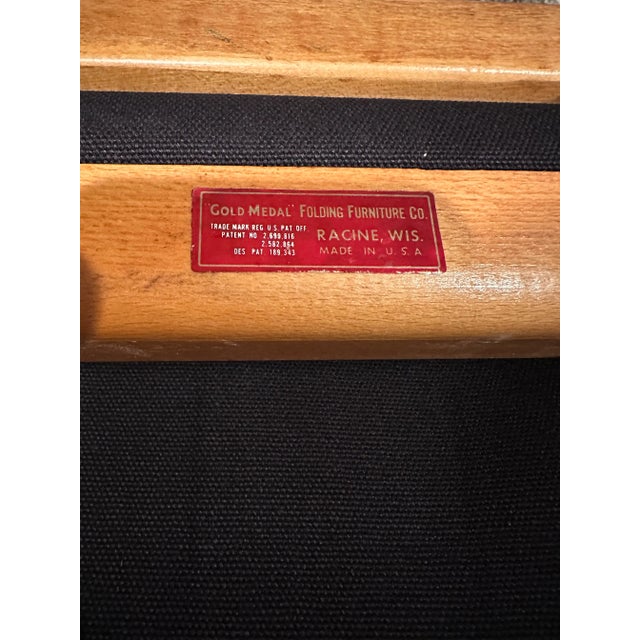 "GOLD MEDAL" FOLDING FURNITURE CO.
TRADE MARK REG U.S. PAT OFF
PATENT NO 2,690,816
2,582,864
DES PAT 189,343
RACINE, WIS.
MADE IN U.S.A